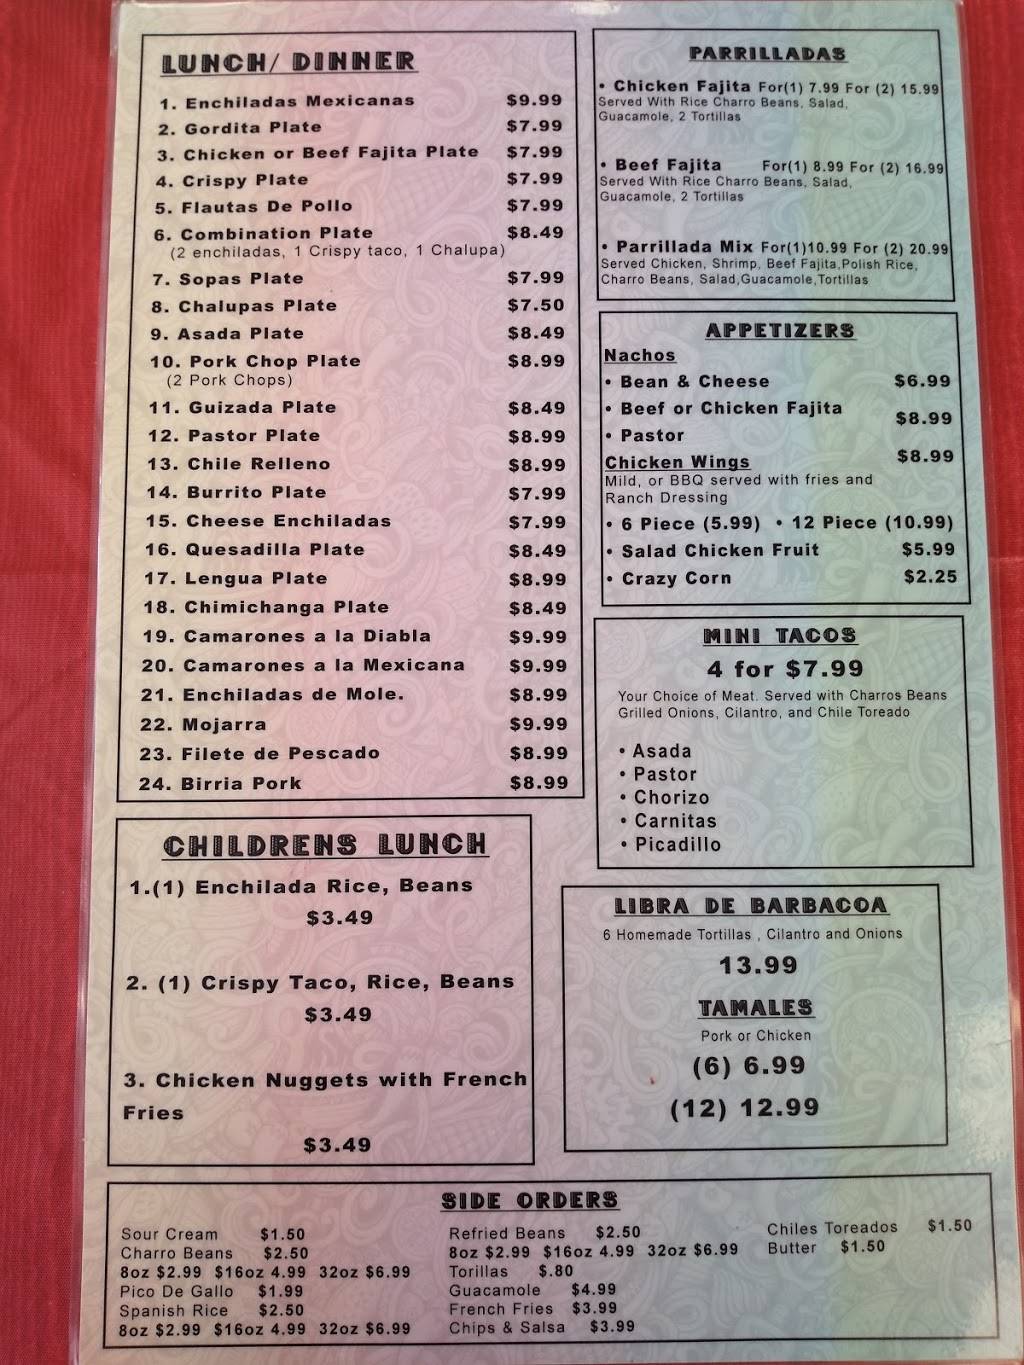 LUNCH/ DINNER
1. Enchiladas Mexicanas $9.99
2. Gordita Plate $7.99
3. Chicken or Beef Fajita Plate $7.99
4. Crispy Plate $7.99
5. Flautas De Pollo $7.99
6. Combination Plate $8.49
(2 enchiladas, 1 Crispy taco, 1 Chalupa)
7. Sopas Plate $7.99
8. Chalupas Plate $7.50
9. Asada Plate $8.49
10. Pork Chop Plate $8.99
(2 Pork Chops)
11. Guizada Plate $8.49
12. Pastor Plate $8.99
13. Chile Relleno $8.99
14. Burrito Plate $7.99
15. Cheese Enchiladas $7.99
16. Quesadilla Plate $8.49
17. Lengua Plate $8.99
18. Chimichanga Plate $8.49
19. Camarones a la Diabla $9.99
20. Camarones a la Mexicana $9.99
21. Enchiladas de Mole. $8.99
22. Mojarra $9.99
23. Filete de Pescado $8.99
24. Birria Pork $8.99
CHILDRENS LUNCH
1.(1) Enchilada Rice, Beans
$3.49
2. (1) Crispy Taco, Rice, Beans
$3.49
3. Chicken Nuggets with French
Fries
$3.49
PARRILLADAS
• Chicken Fajita For(1) 7.99 For (2) 15.99
Served With Rice Charro Beans, Salad,
Guacamole, 2 Tortillas
• Beef Fajita For(1) 8.99 For (2) 16.99
Served With Rice Charro Beans, Salad,
Guacamole, 2 Tortillas
• Parrillada Mix For(1)10.99 For (2) 20.99
Served Chicken, Shrimp, Beef Fajita,Polish Rice,
Charro Beans, Salad,Guacamole,Tortillas
APPETIZERS
Nachos
• Bean & Cheese $6.99
• Beef or Chicken Fajita $8.99
• Pastor $8.99
Chicken Wings
Mild, or BBQ served with fries and
Ranch Dressing
• 6 Piece (5.99) • 12 Piece (10.99)
• Salad Chicken Fruit $5.99
• Crazy Corn $2.25
MINI TACOS
4 for $7.99
Your Choice of Meat. Served with Charros Beans
Grilled Onions, Cilantro, and Chile Toreado
• Asada
• Pastor
• Chorizo
• Carnitas
• Picadillo
LIBRA DE BARBACOA
6 Homemade Tortillas , Cilantro and Onions
13.99
TAMALES
Pork or Chicken
(6) 6.99
(12) 12.99
SIDE ORDERS
Sour Cream $1.50
Charro Beans $2.50
8oz $2.99 $16oz 4.99 32oz $6.99
Pico De Gallo $1.99
Spanish Rice $2.50
8oz $2.99 $16oz 4.99 32oz $6.99
Refried Beans $2.50
8oz $2.99 $16oz 4.99 32oz $6.99
Torillas $.80
Guacamole $4.99
French Fries $3.99
Chips & Salsa $3.99
Chiles Toreados $1.50
Butter $1.50